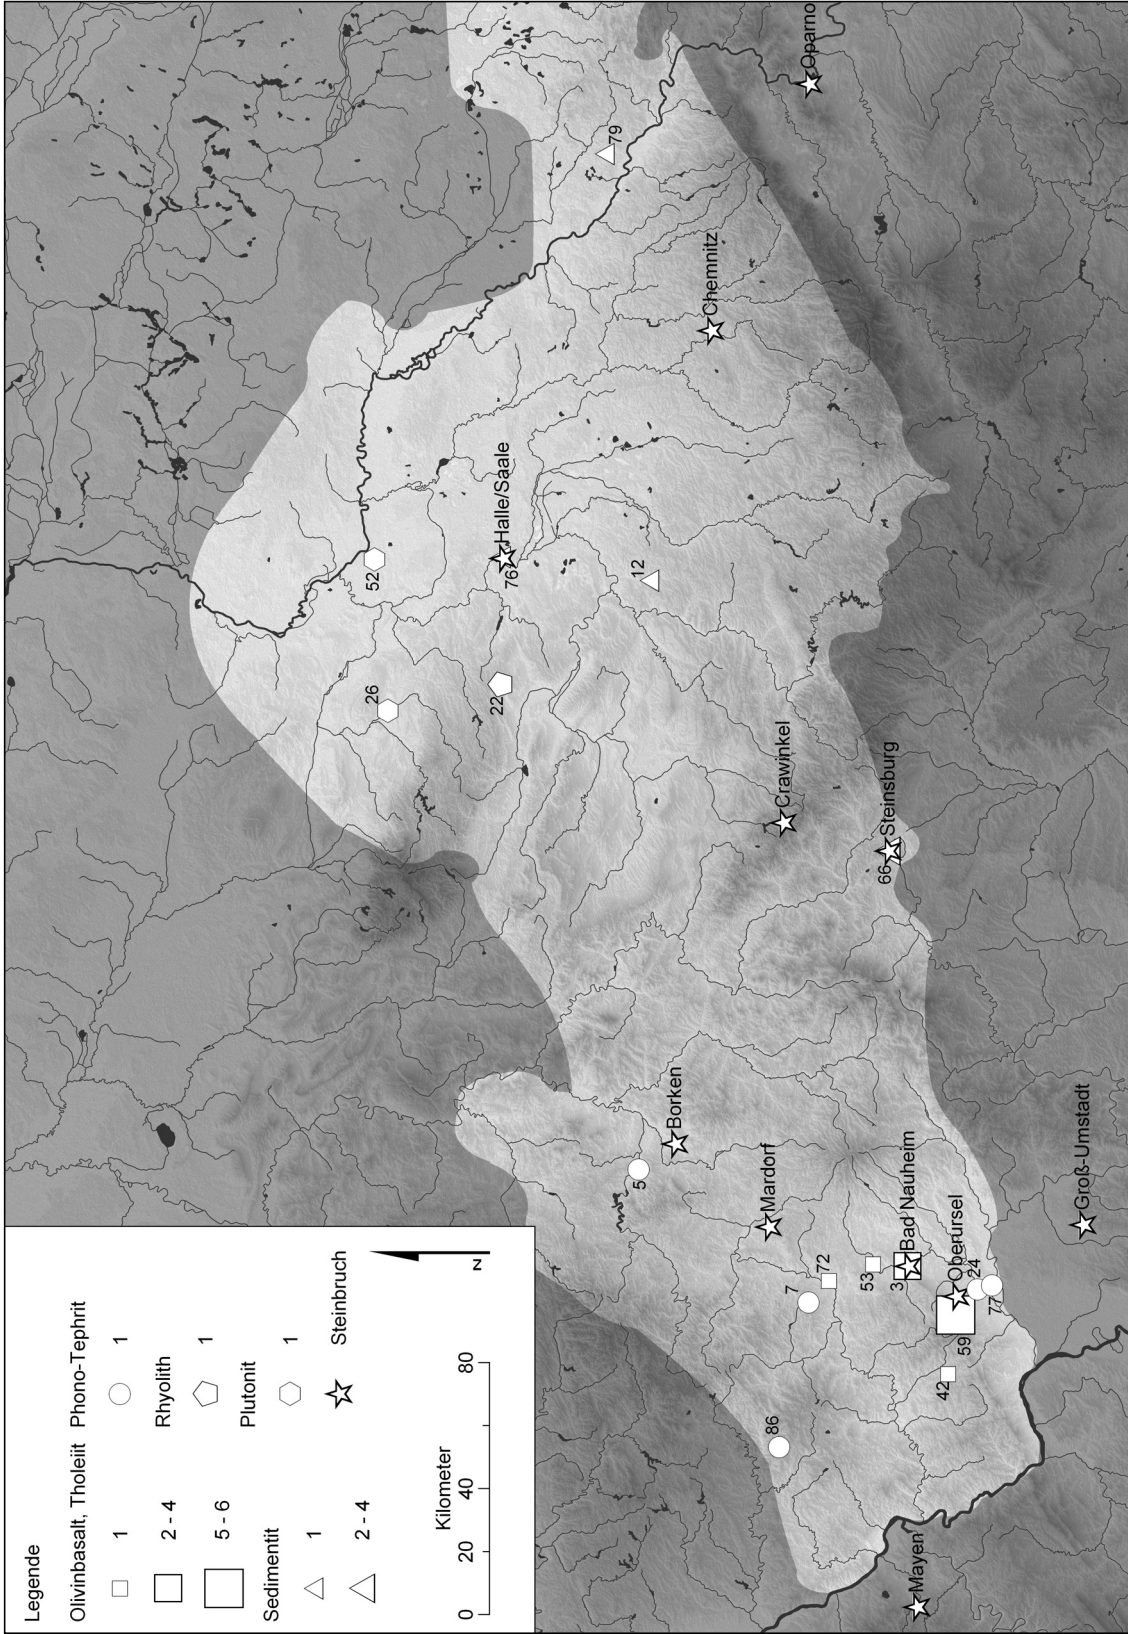 Legende
Olivinbasalt, Tholeiit
1
2 - 4
5 - 6
Sedimentit
1
2 - 4
Phono-Tephrit
1
Rhyolith
1
Plutonit
1
Steinbruch
Kilometer
0 20 40 80
N
52
26
Halle/Saale
76
22
12
79
Oparno
Chemnitz
Crawinkel
Steinsburg
66
Borken
5
Mardorf
7
72
53
Bad Nauheim
3
Oberursel
24
77
59
42
86
Mayen
Groß-Umstadt